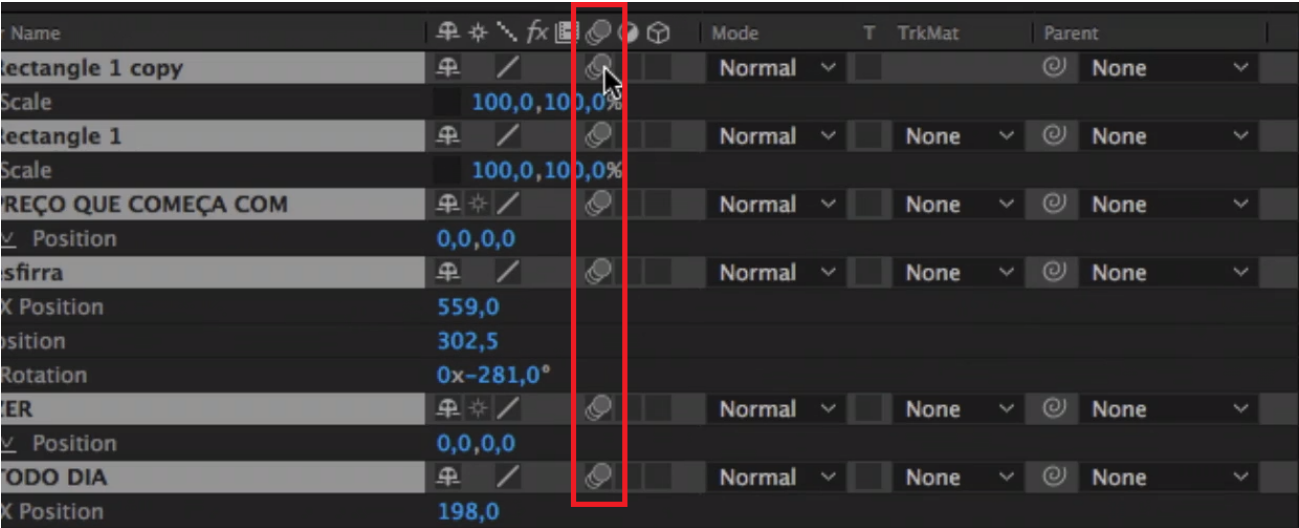 Name fx Mode T TrkMat Parent
Rectangle 1 copy Normal None
Scale 100,0,100,0%
Rectangle 1 Normal None None
Scale 100,0,100,0%
PREÇO QUE COMEÇA COM Normal None None
Position 0,0,0,0
esfirra Normal None None
X Position 559,0
osition 302,5
Rotation 0x-281,0°
ZER Normal None None
Position 0,0,0,0
TODO DIA Normal None None
X Position 198,0